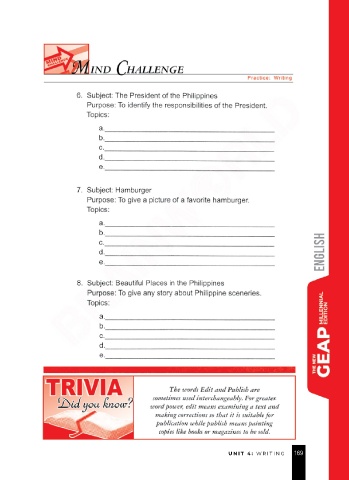 MIND CHALLENGE
Practice: Writing
6. Subject: The President of the Philippines
Purpose: To identify the responsibilities of the President.
Topics:
a.
b.
c.
d.
e.
7. Subject: Hamburger
Purpose: To give a picture of a favorite hamburger.
Topics:
a.
b.
c.
d.
e.
8. Subject: Beautiful Places in the Philippines
Purpose: To give any story about Philippine sceneries.
Topics:
a.
b.
c.
d.
e.
ENGLISH
THE NEW GEAP MILLENNIAL EDITION
TRIVIA
Did you know?
The words Edit and Publish are
sometimes used interchangeably. For greater
word power, edit means examining a text and
making corrections so that it is suitable for
publication while publish means painting
copies like books or magazines to be sold.
UNIT 4: WRITING 169